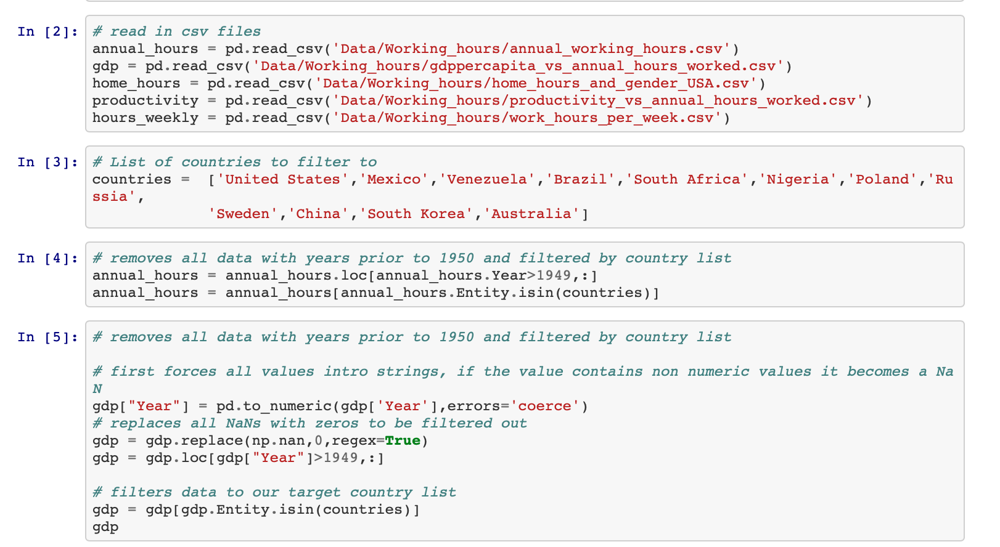 In [2]:
# read in csv files
annual_hours = pd.read_csv('Data/Working_hours/annual_working_hours.csv')
gdp = pd.read_csv('Data/Working_hours/gdppercapita_vs_annual_hours_worked.csv')
home_hours = pd.read_csv('Data/Working_hours/home_hours_and_gender_USA.csv')
productivity = pd.read_csv('Data/Working_hours/productivity_vs_annual_hours_worked.csv')
hours_weekly = pd.read_csv('Data/Working_hours/work_hours_per_week.csv')
In [3]:
# List of countries to filter to
countries =  ['United States','Mexico','Venezuela','Brazil','South Africa','Nigeria','Poland','Ru
ssia',
'Sweden','China','South Korea','Australia']
In [4]:
# removes all data with years prior to 1950 and filtered by country list
annual_hours = annual_hours.loc[annual_hours.Year>1949,:]
annual_hours = annual_hours[annual_hours.Entity.isin(countries)]
In [5]:
# removes all data with years prior to 1950 and filtered by country list
# first forces all values intro strings, if the value contains non numeric values it becomes a Na
N
gdp["Year"] = pd.to_numeric(gdp['Year'],errors='coerce')
# replaces all NaNs with zeros to be filtered out
gdp = gdp.replace(np.nan,0,regex=True)
gdp = gdp.loc[gdp["Year"]>1949,:]
# filters data to our target country list
gdp = gdp[gdp.Entity.isin(countries)]
gdp